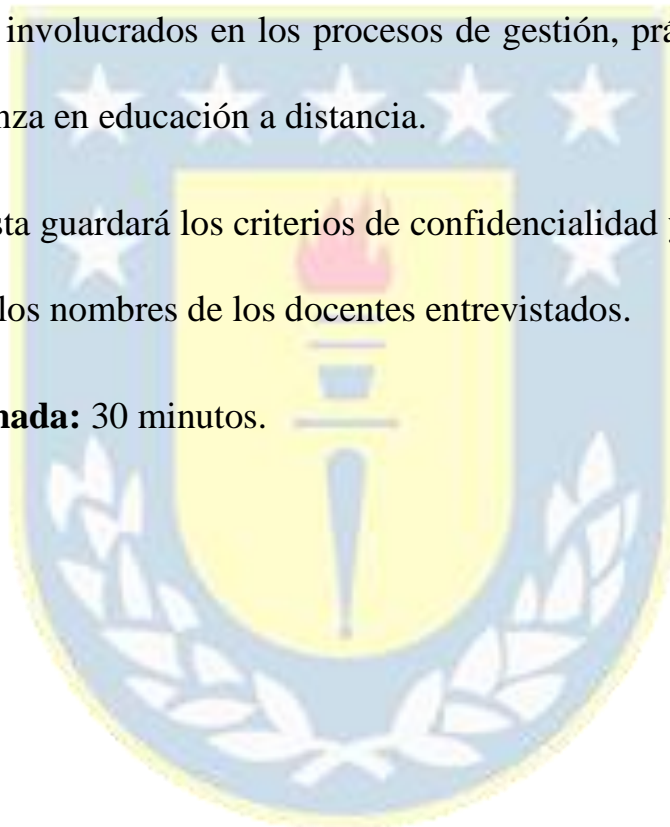 involucrados en los procesos de gestión, prá
nza en educación a distancia.
sta guardará los criterios de confidencialidad y
los nombres de los docentes entrevistados.
nada: 30 minutos.